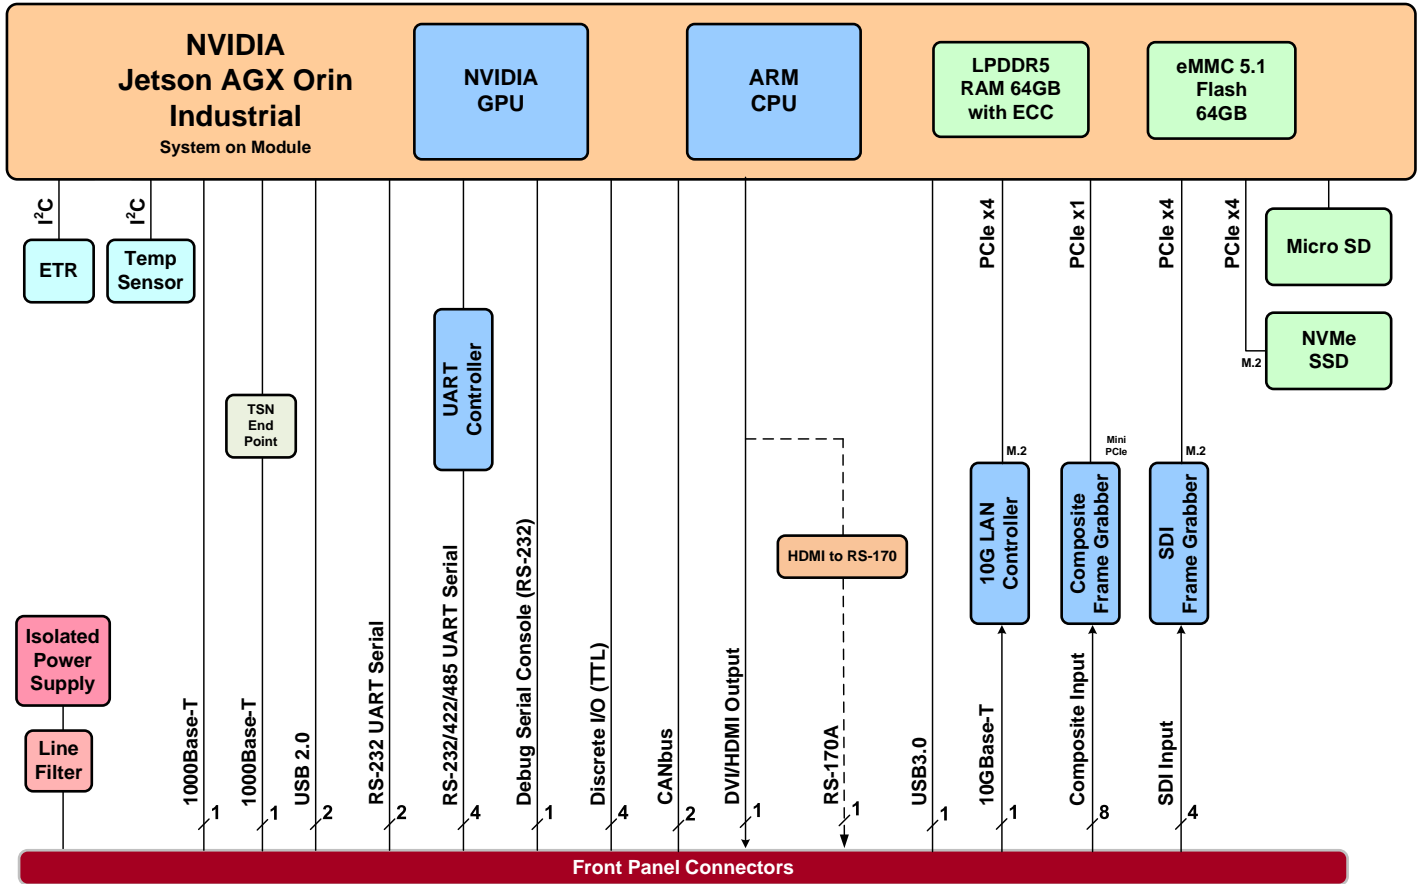 NVIDIA
Jetson AGX Orin
Industrial
System on Module
NVIDIA
GPU
ARM
CPU
LPDDR5
RAM 64GB
with ECC
eMMC 5.1
Flash
64GB
I²C
I²C
PCIe x4
PCIe x1
PCIe x4
PCIe x4
ETR
Temp
Sensor
Micro SD
NVMe
SSD
M.2
UART
Controller
TSN
End
Point
M.2
Mini
PCIe
M.2
10G LAN
Controller
Composite
Frame Grabber
SDI
Frame Grabber
HDMI to RS-170
Isolated
Power
Supply
Line
Filter
1000Base-T
1
1000Base-T
1
USB 2.0
2
RS-232 UART Serial
2
RS-232/422/485 UART Serial
4
Debug Serial Console (RS-232)
1
Discrete I/O (TTL)
4
CANbus
2
DVI/HDMI Output
1
RS-170A
1
USB3.0
1
10GBase-T
1
Composite Input
8
SDI Input
4
Front Panel Connectors